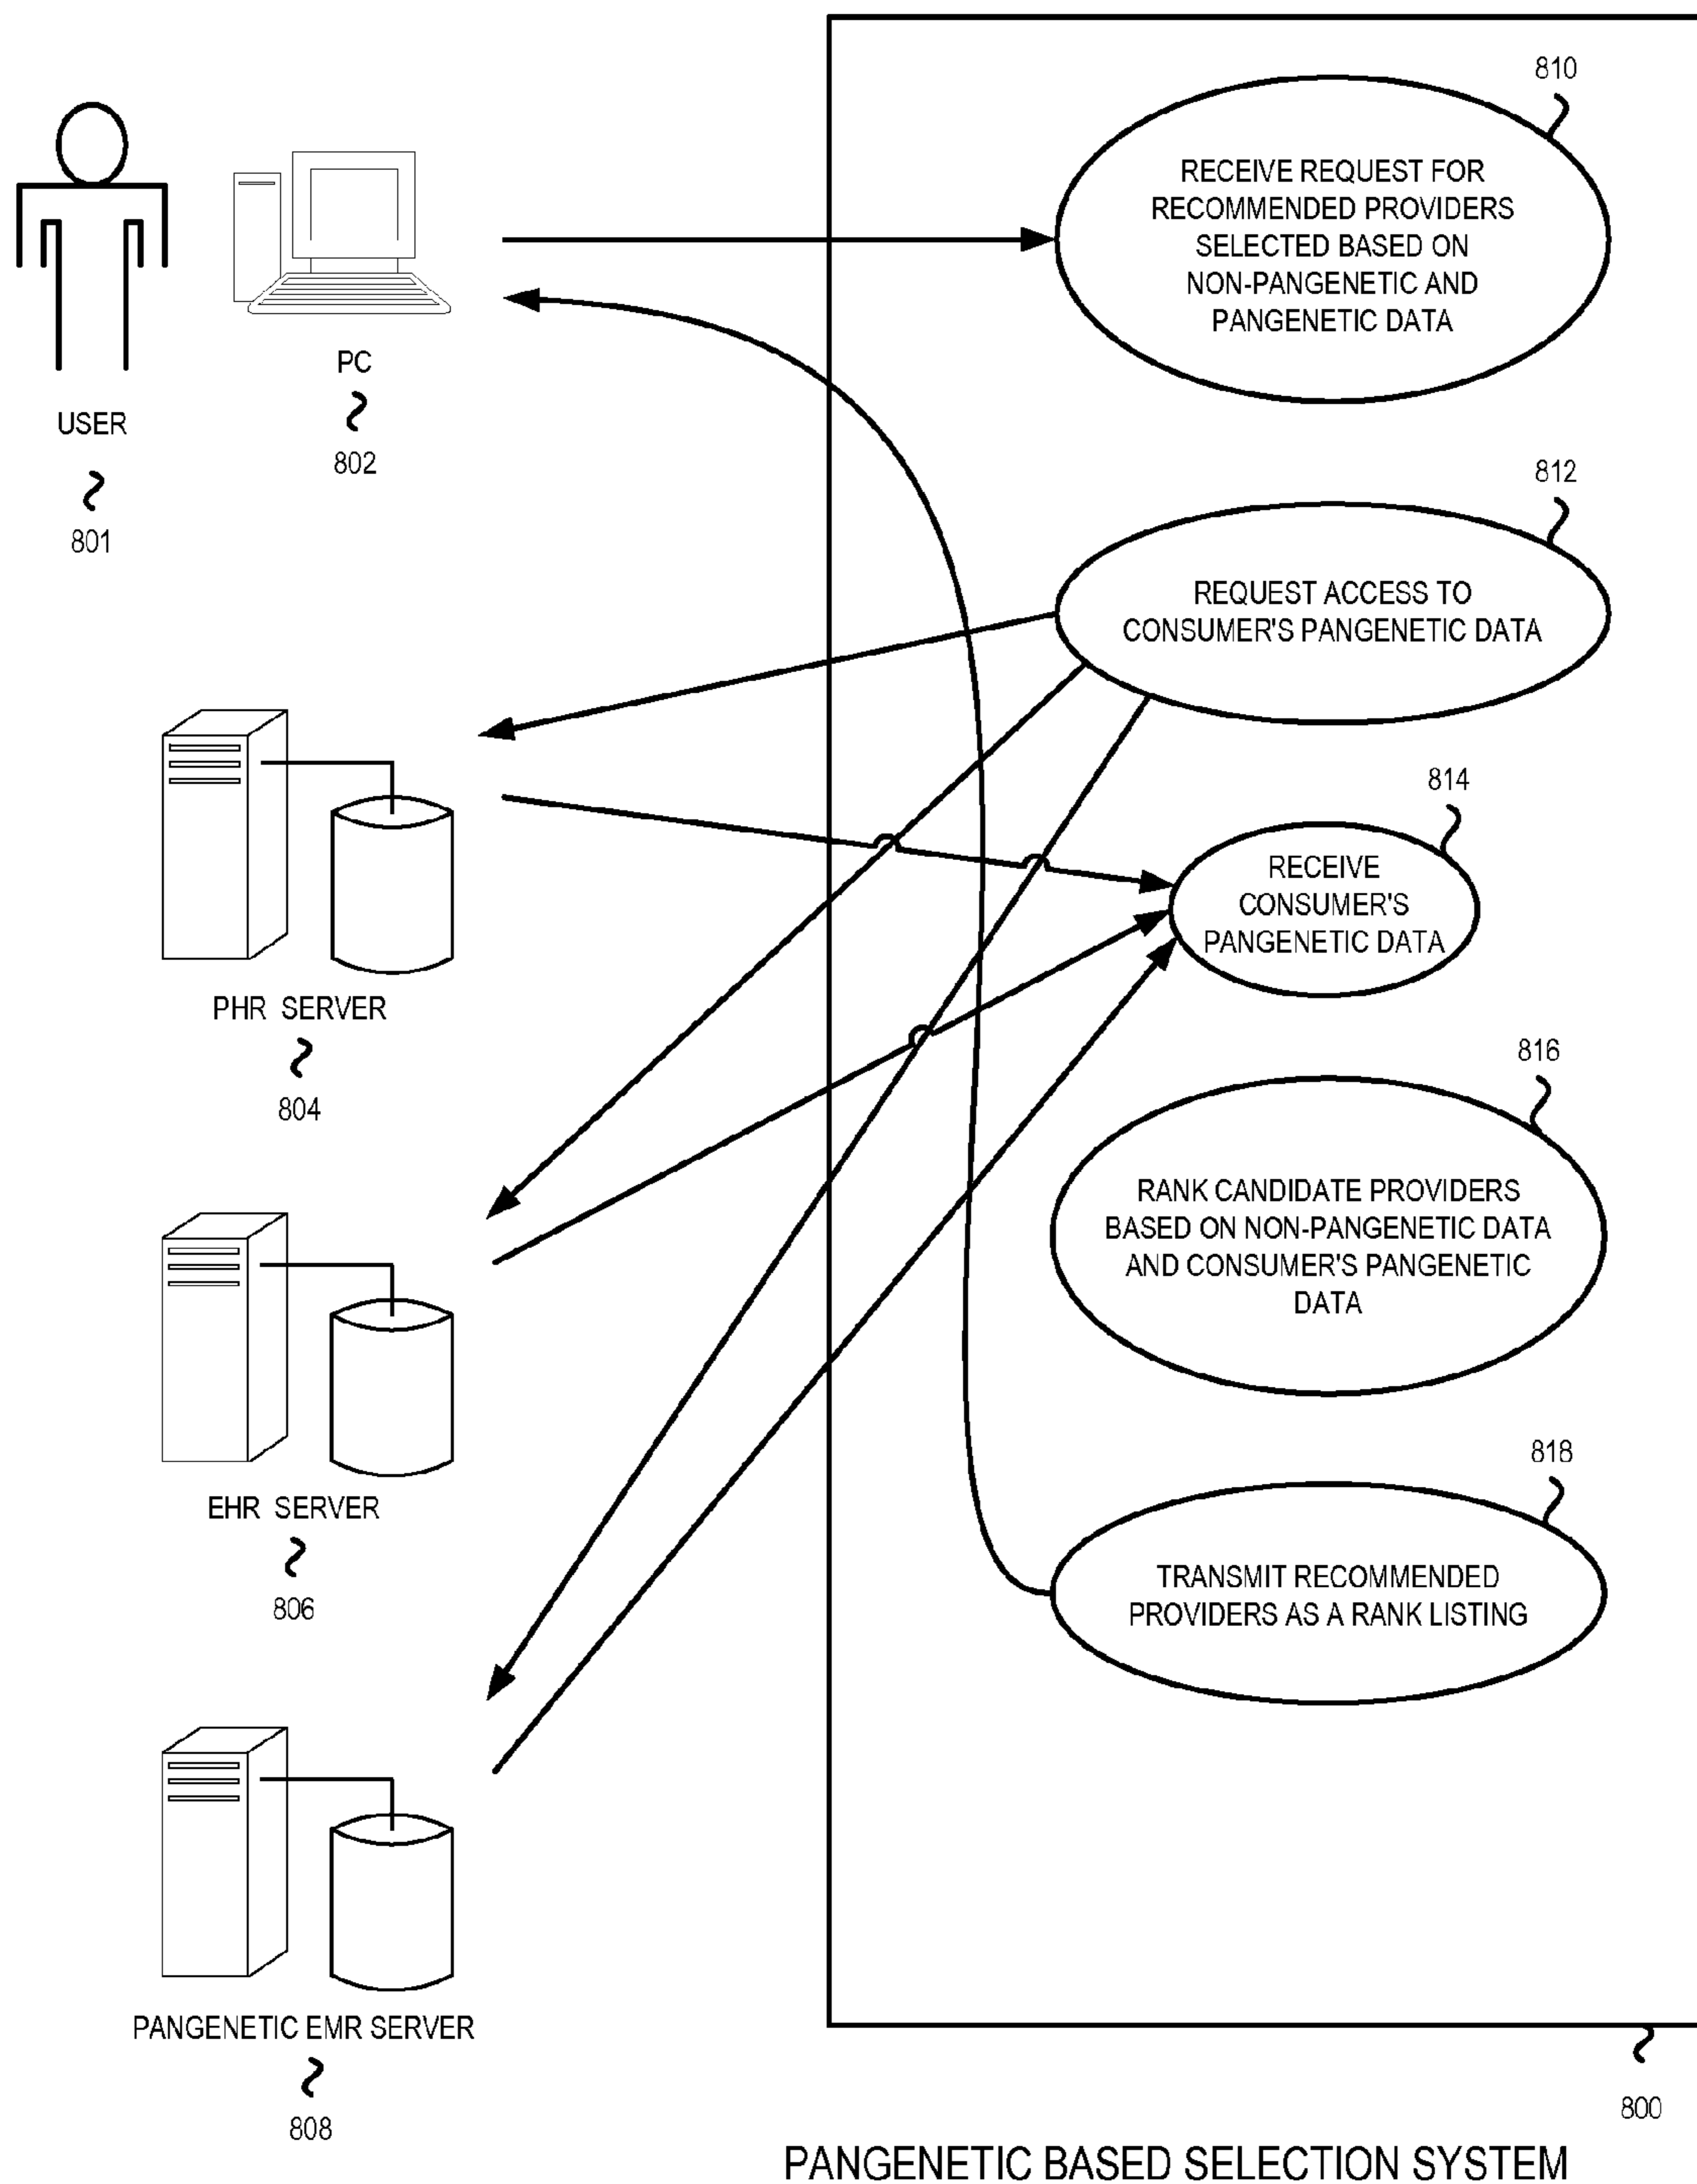 810
RECEIVE REQUEST FOR
RECOMMENDED PROVIDERS
SELECTED BASED ON
NON-PANGENETIC AND
PANGENETIC DATA
PC
802
USER
801
812
REQUEST ACCESS TO
CONSUMER'S PANGENETIC DATA
814
RECEIVE
CONSUMER'S
PANGENETIC DATA
PHR SERVER
804
816
RANK CANDIDATE PROVIDERS
BASED ON NON-PANGENETIC DATA
AND CONSUMER'S PANGENETIC
DATA
EHR SERVER
806
818
TRANSMIT RECOMMENDED
PROVIDERS AS A RANK LISTING
PANGENETIC EMR SERVER
808
800
PANGENETIC BASED SELECTION SYSTEM